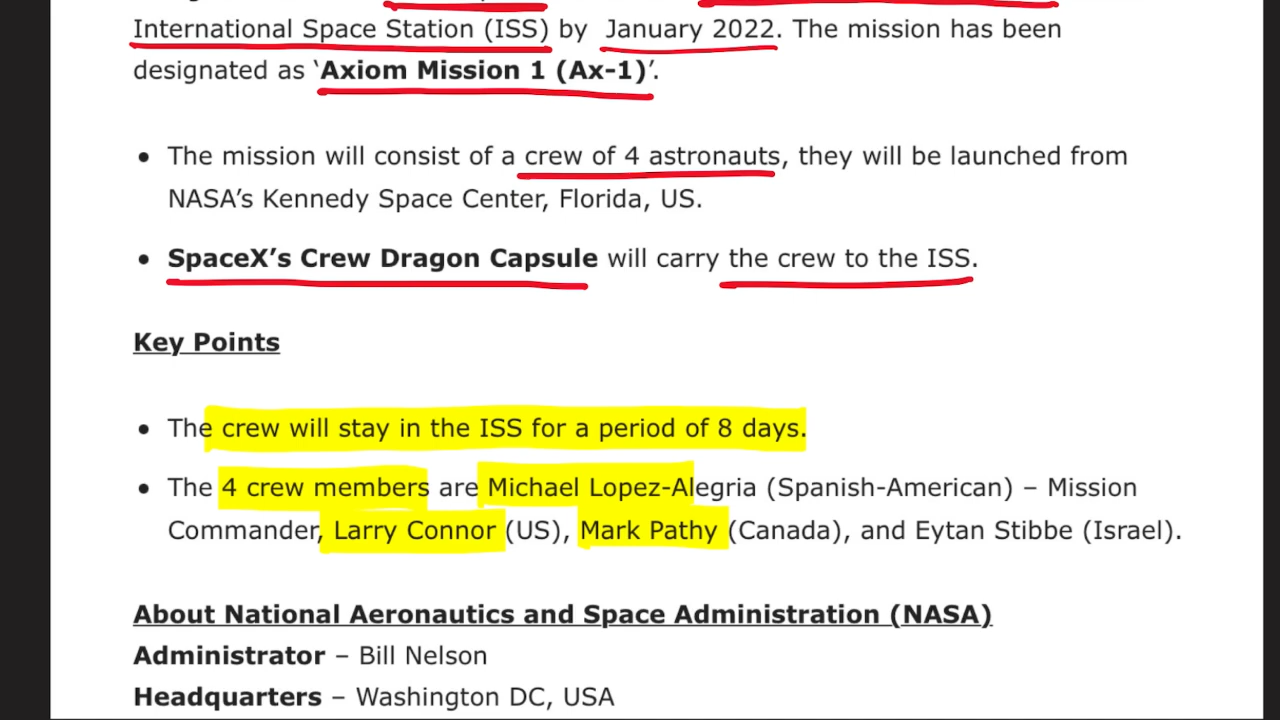 International Space Station (ISS) by January 2022. The mission has been
designated as ‘Axiom Mission 1 (Ax-1)’.
• The mission will consist of a crew of 4 astronauts, they will be launched from
NASA’s Kennedy Space Center, Florida, US.
• SpaceX’s Crew Dragon Capsule will carry the crew to the ISS.
Key Points
• The crew will stay in the ISS for a period of 8 days.
• The 4 crew members are Michael Lopez-Alegria (Spanish-American) – Mission
Commander, Larry Connor (US), Mark Pathy (Canada), and Eytan Stibbe (Israel).
About National Aeronautics and Space Administration (NASA)
Administrator – Bill Nelson
Headquarters – Washington DC, USA